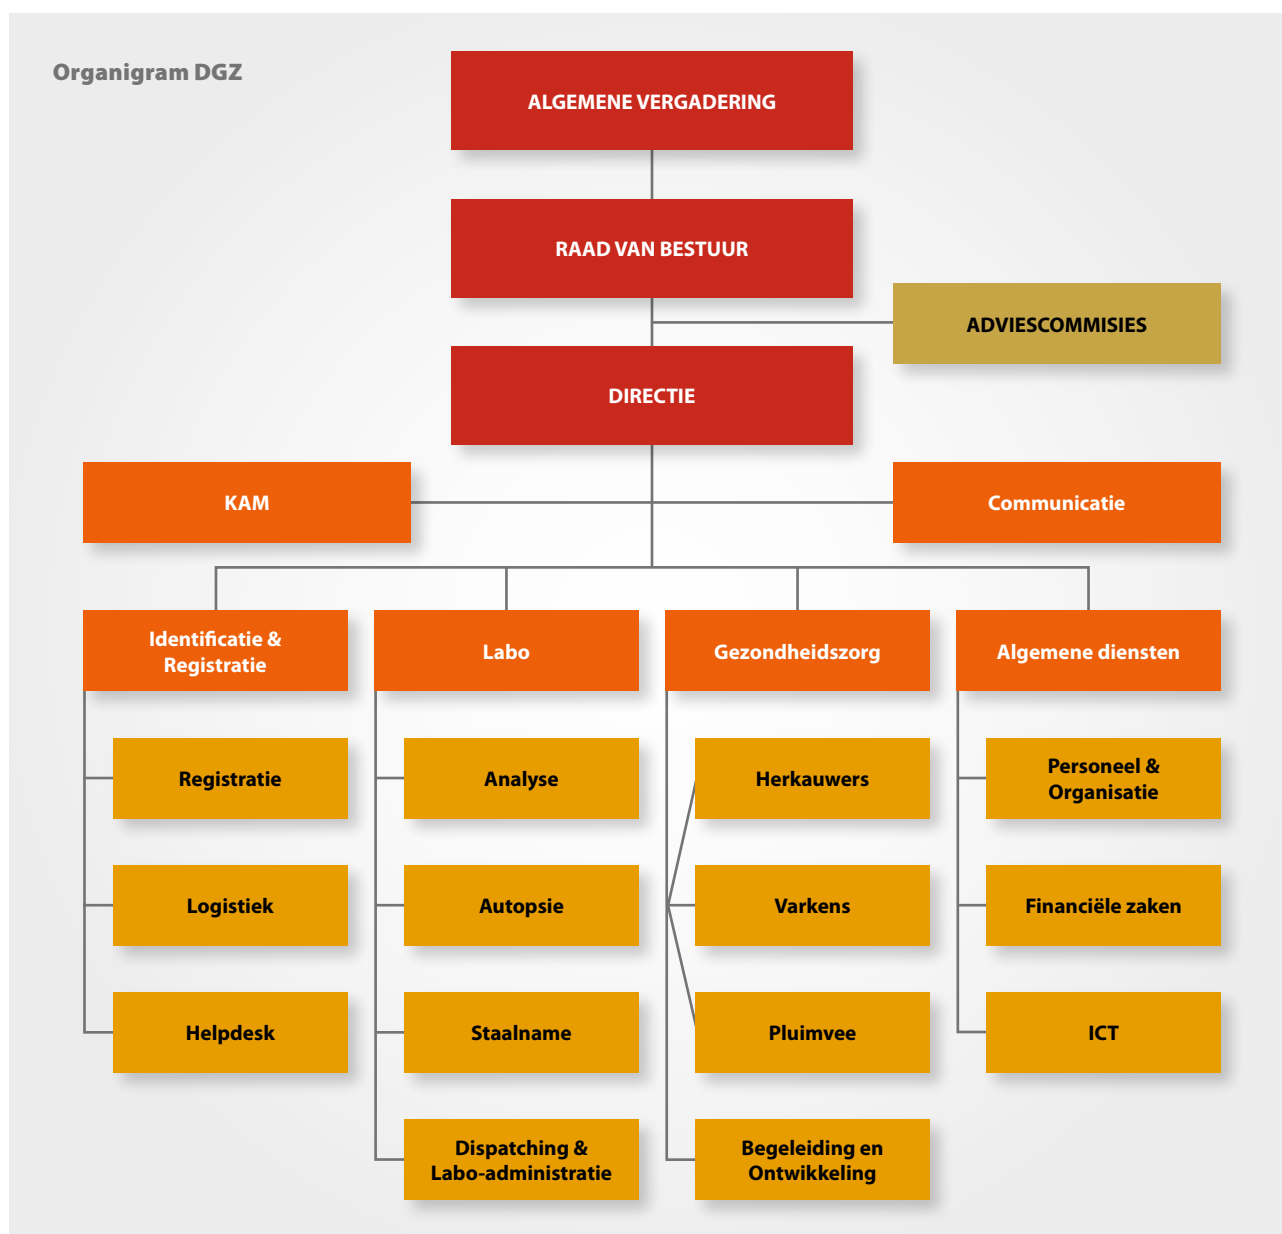 Organigram DGZ
ALGEMENE VERGADERING
RAAD VAN BESTUUR
ADVIESCOMMISIES
DIRECTIE
KAM
Communicatie
Identificatie &
Registratie
Labo
Gezondheidszorg
Algemene diensten
Registratie
Analyse
Herkauwers
Personeel &
Organisatie
Logistiek
Autopsie
Varkens
Financiële zaken
Helpdesk
Staalname
Pluimvee
ICT
Dispatching &
Labo-administratie
Begeleiding en
Ontwikkeling